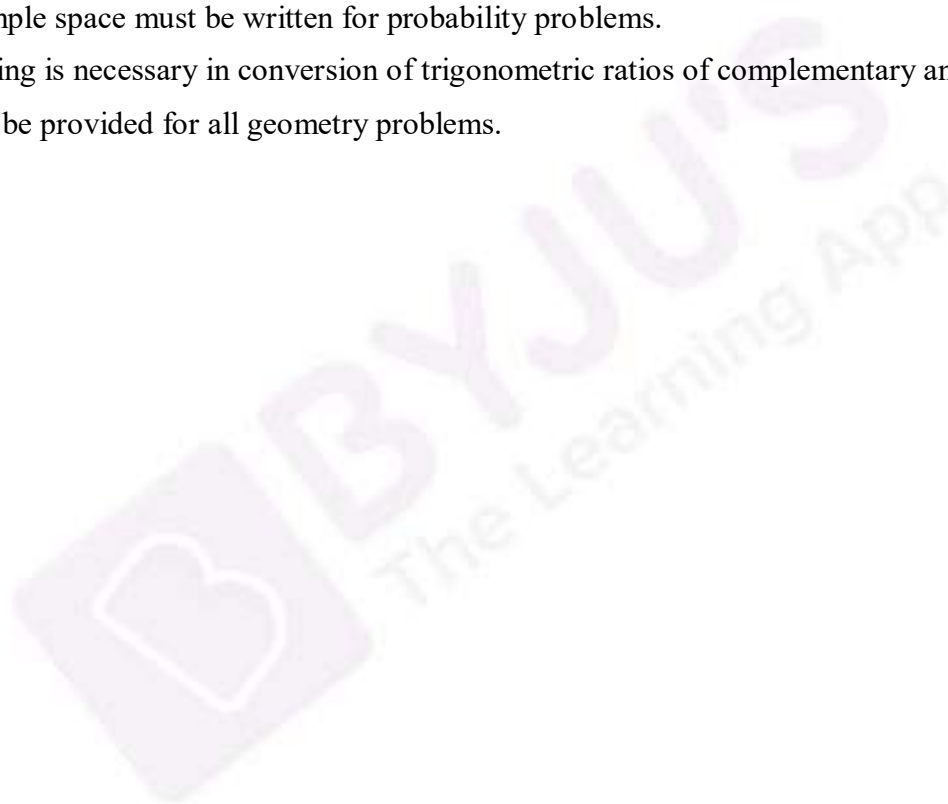 mple space must be written for probability problems.
ing is necessary in conversion of trigonometric ratios of complementary an
be provided for all geometry problems.
BYJU'S
The Learning App